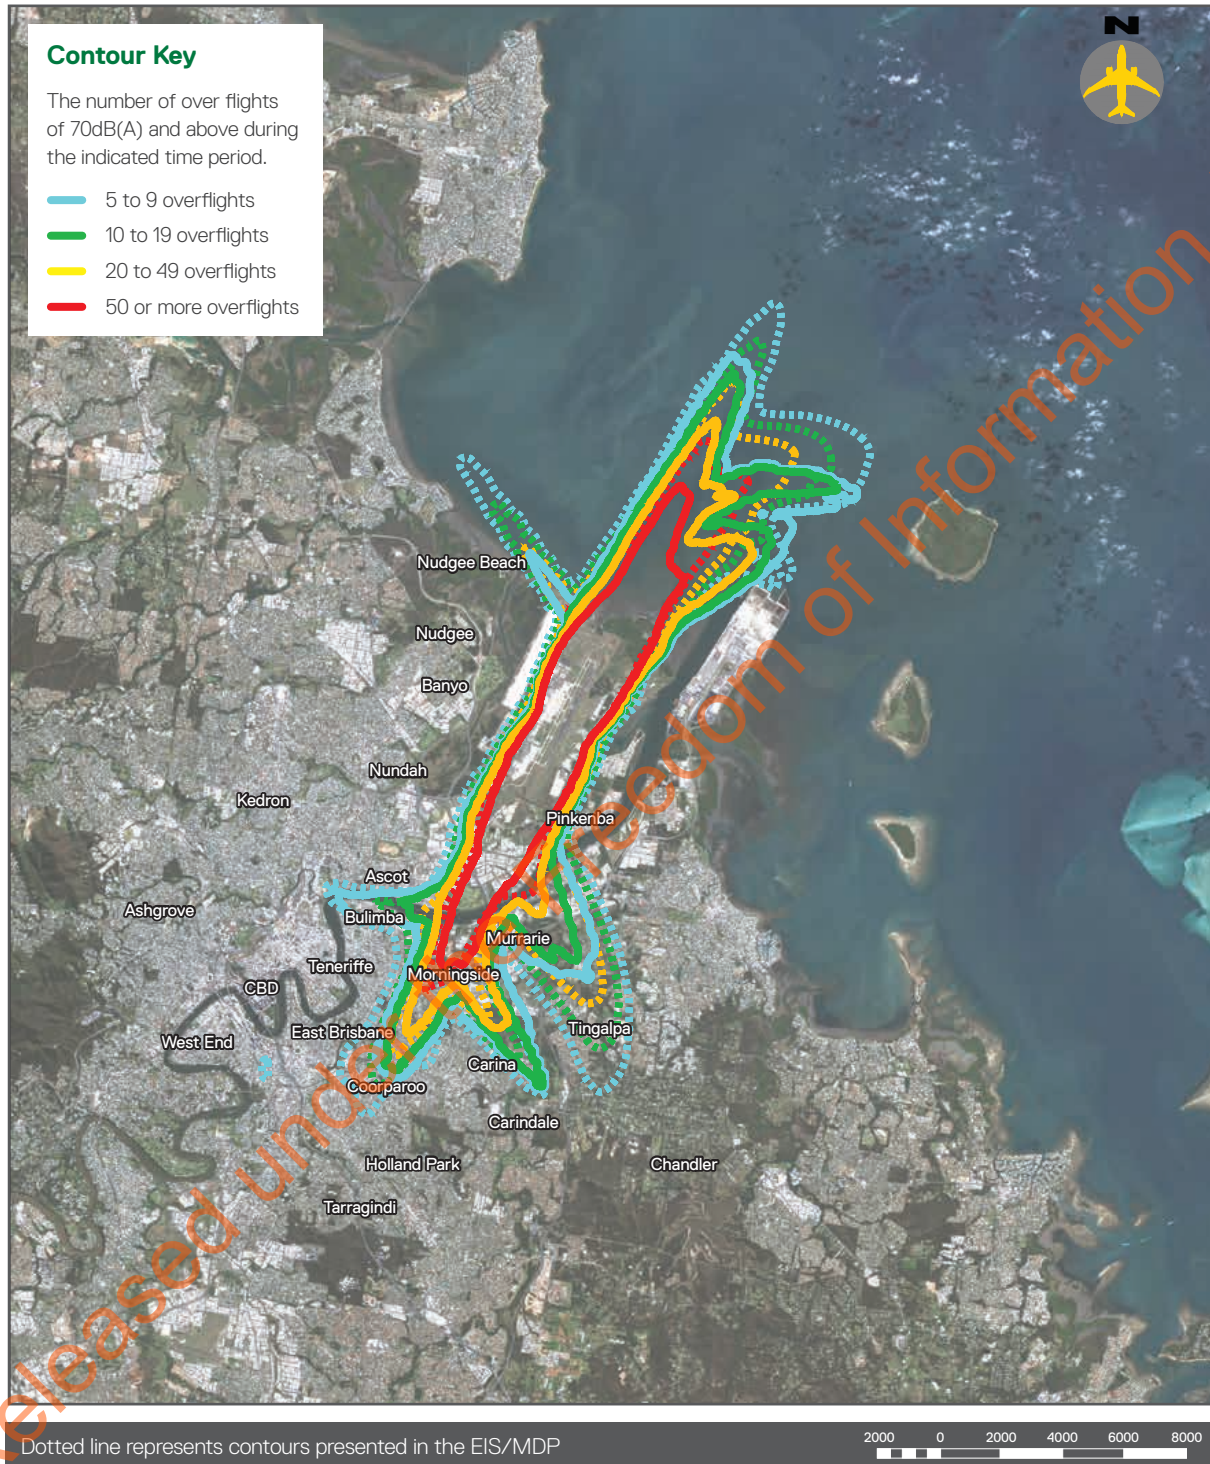 N
Contour Key
The number of over flights
of 70dB(A) and above during
the indicated time period.
5 to 9 overflights
10 to 19 overflights
20 to 49 overflights
50 or more overflights
Nudgee Beach
Nudgee
Banyo
Nundah
Kedron
Pinkenba
Ascot
Ashgrove
Bulimba
Murrarie
Teneriffe
Morningside
CBD
East Brisbane
Tingalpa
West End
Carina
Coorparoo
Carindale
Holland Park
Chandler
Tarragindi
Released under Freedom of Information
Dotted line represents contours presented in the EIS/MDP
2000 0 2000 4000 6000 8000